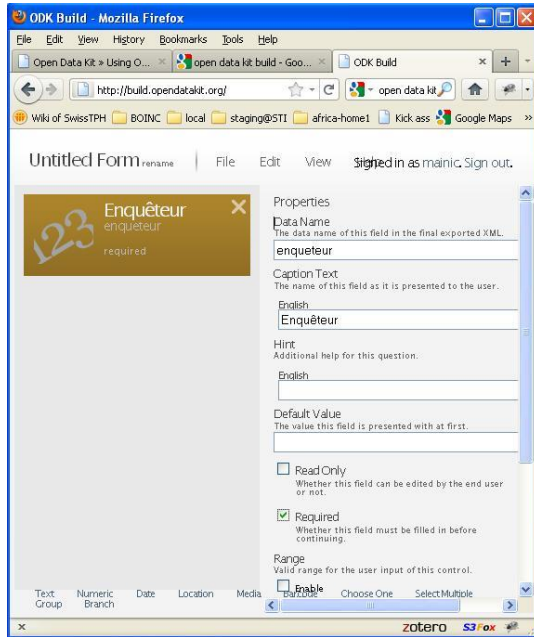 ODK Build - Mozilla Firefox
File Edit View History Bookmarks Tools Help
Open Data Kit » Using O... open data kit build - Goo... ODK Build
http://build.opendatakit.org/ open data kit
Wiki of SwissTPH BOINC local staging@STI africa-home1 Kick ass Google Maps »
Untitled Form rename File Edit View Help Signed in as mainic. Sign out.
123 Enquêteur
enqueteur
required
Properties
Data Name
The data name of this field in the final exported XML.
enqueteur
Caption Text
The name of this field as it is presented to the user.
English
Enquêteur
Hint
Additional help for this question.
English
Default Value
The value this field is presented with at first.
Read Only
Whether this field can be edited by the end user
or not.
Required
Whether this field must be filled in before
continuing.
Range
Valid range for the user input of this control.
Enable
Text Numeric Date Location Media Barcode Choose One Select Multiple
Group Branch
zotero S3Fox